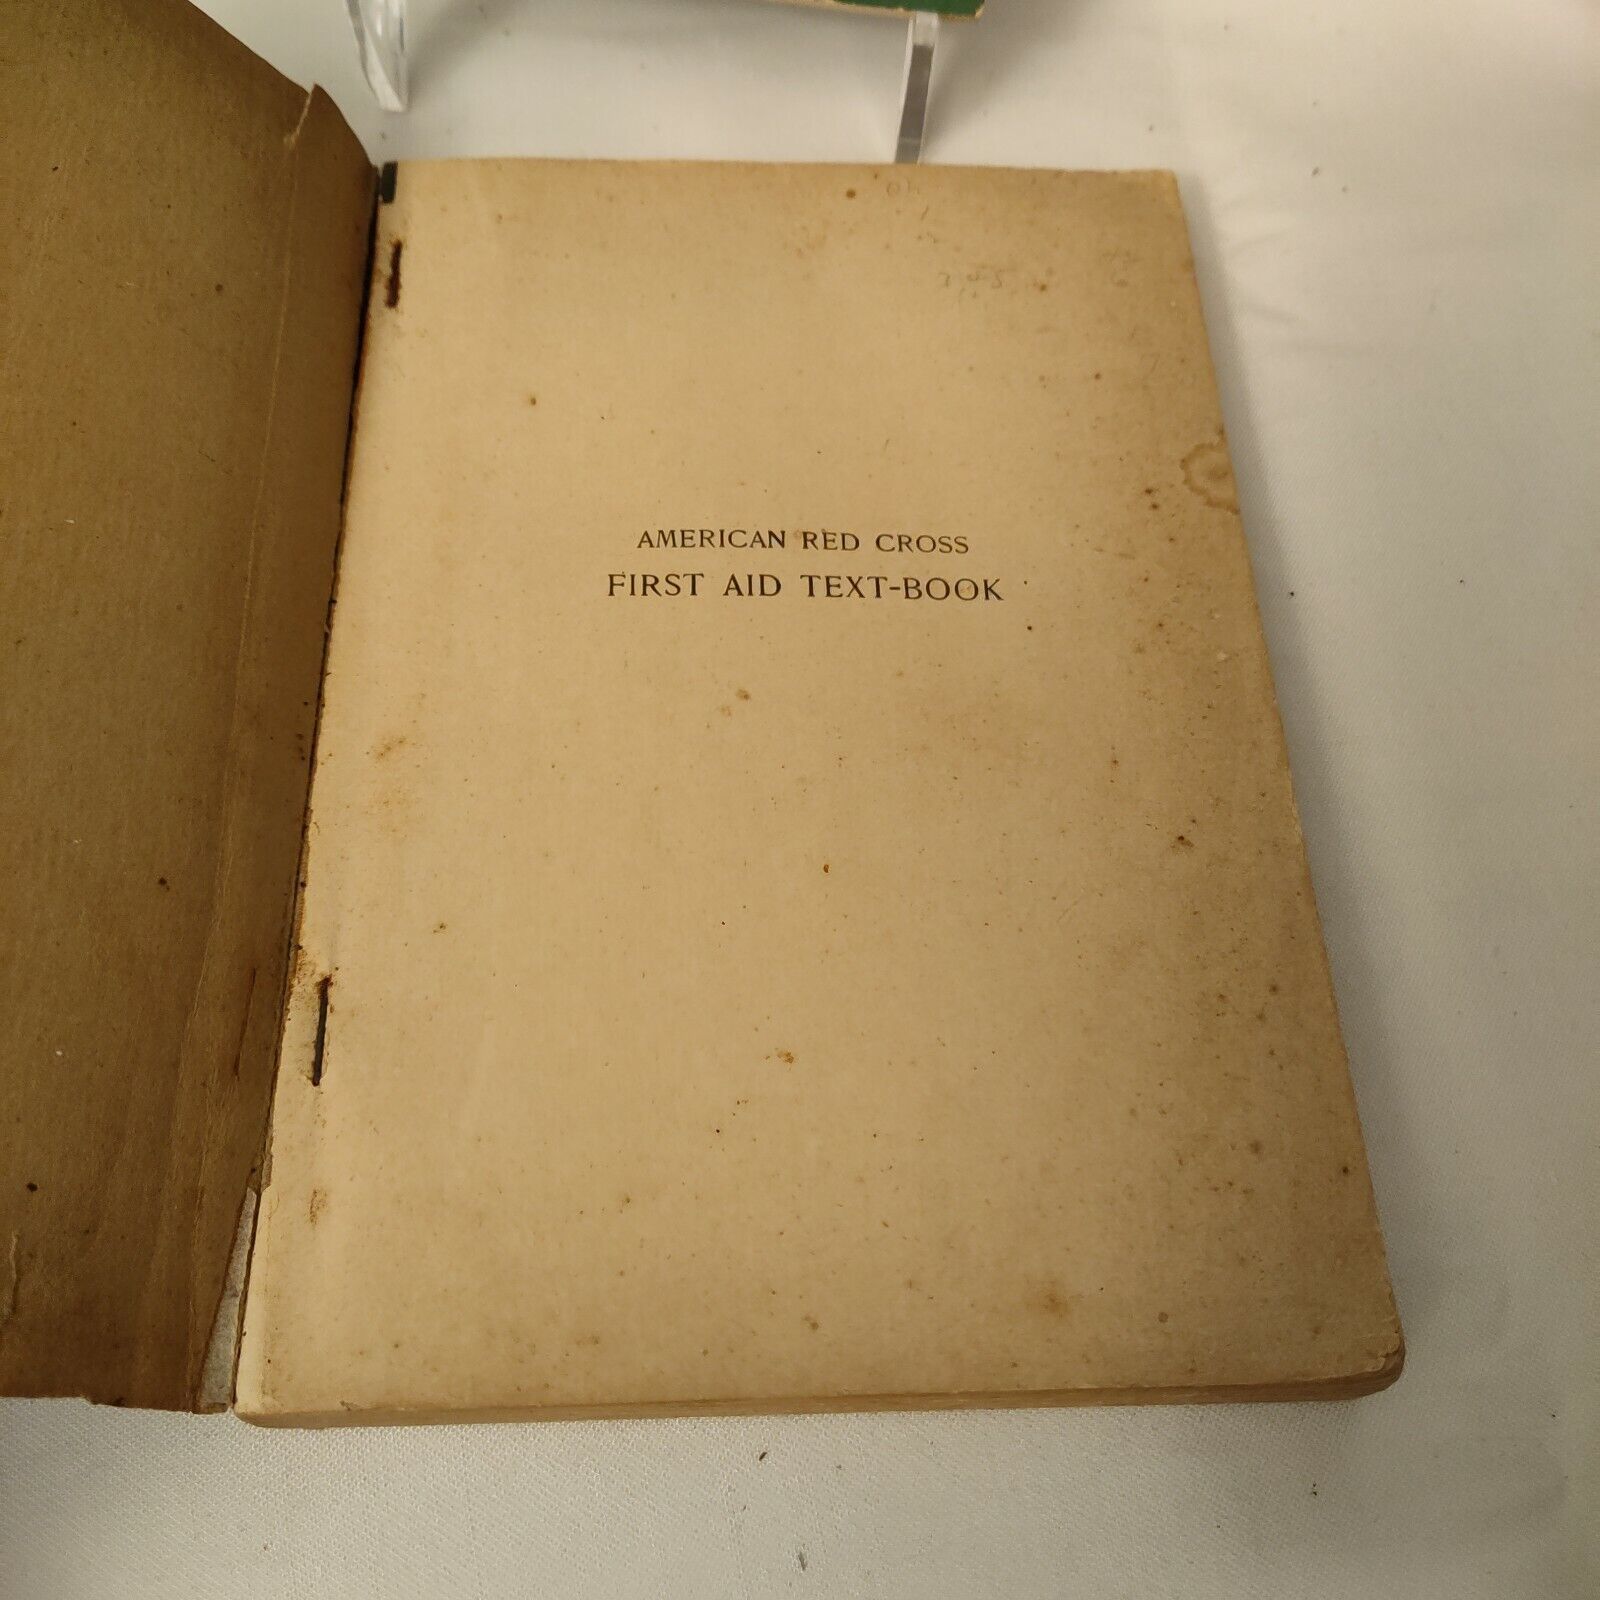 AMERICAN RED CROSS
FIRST AID TEXT-BOOK